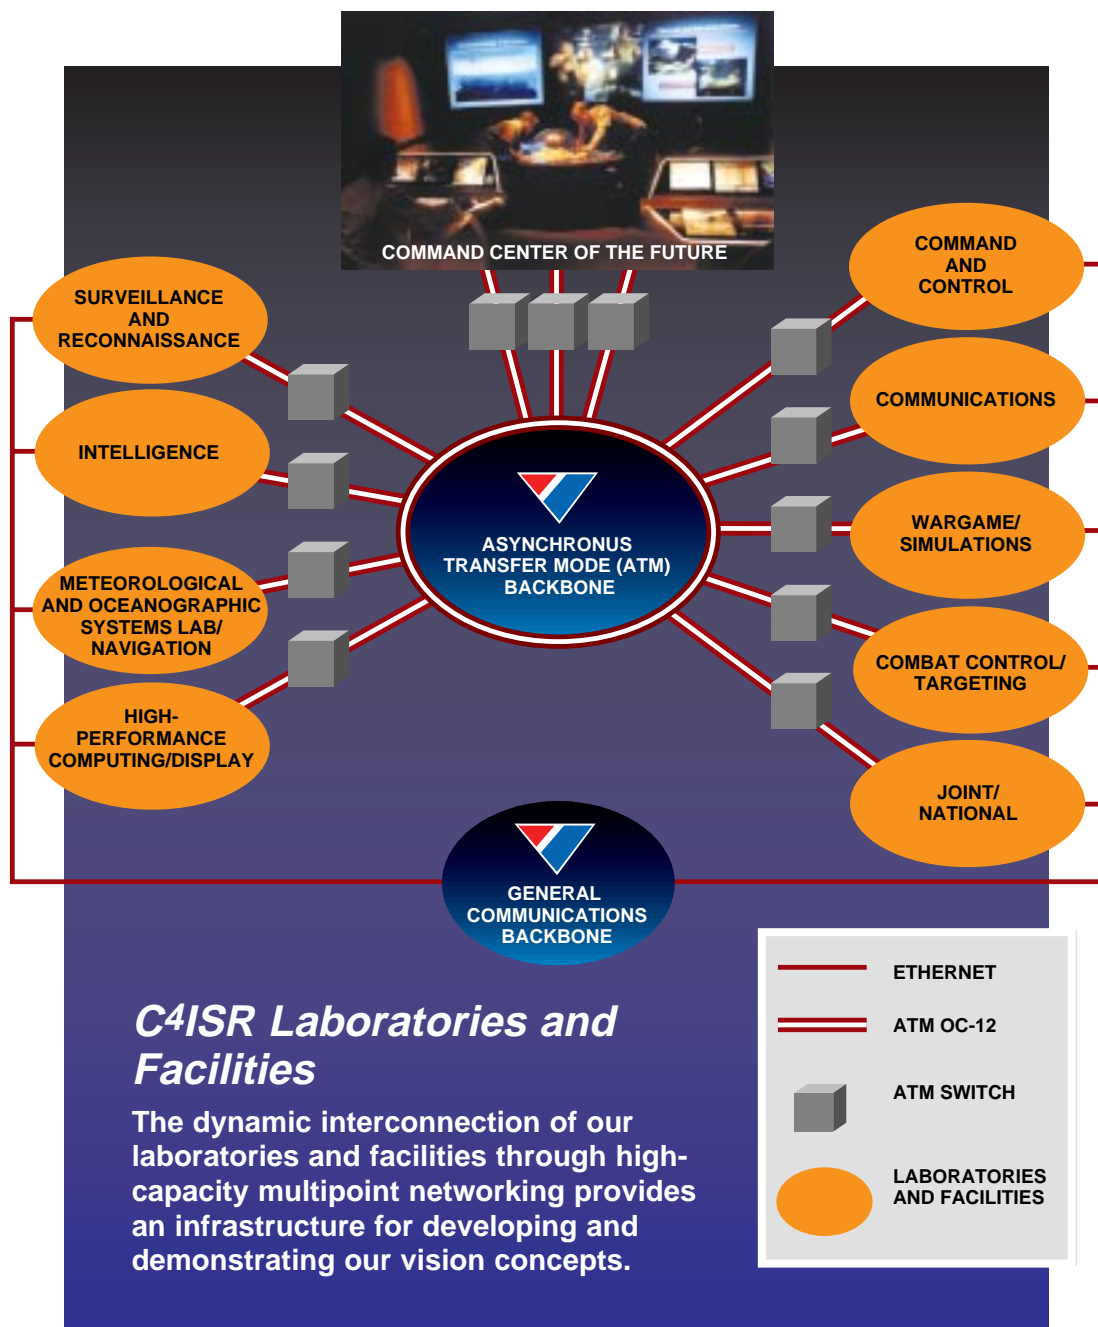 COMMAND CENTER OF THE FUTURE
SURVEILLANCE
AND
RECONNAISSANCE
INTELLIGENCE
METEOROLOGICAL
AND OCEANOGRAPHIC
SYSTEMS LAB/
NAVIGATION
HIGH-
PERFORMANCE
COMPUTING/DISPLAY
ASYNCHRONUS
TRANSFER MODE (ATM)
BACKBONE
COMMAND
AND
CONTROL
COMMUNICATIONS
WARGAME/
SIMULATIONS
COMBAT CONTROL/
TARGETING
JOINT/
NATIONAL
GENERAL
COMMUNICATIONS
BACKBONE
ETHERNET
ATM OC-12
ATM SWITCH
LABORATORIES
AND FACILITIES
C4ISR Laboratories and
Facilities
The dynamic interconnection of our
laboratories and facilities through high-
capacity multipoint networking provides
an infrastructure for developing and
demonstrating our vision concepts.